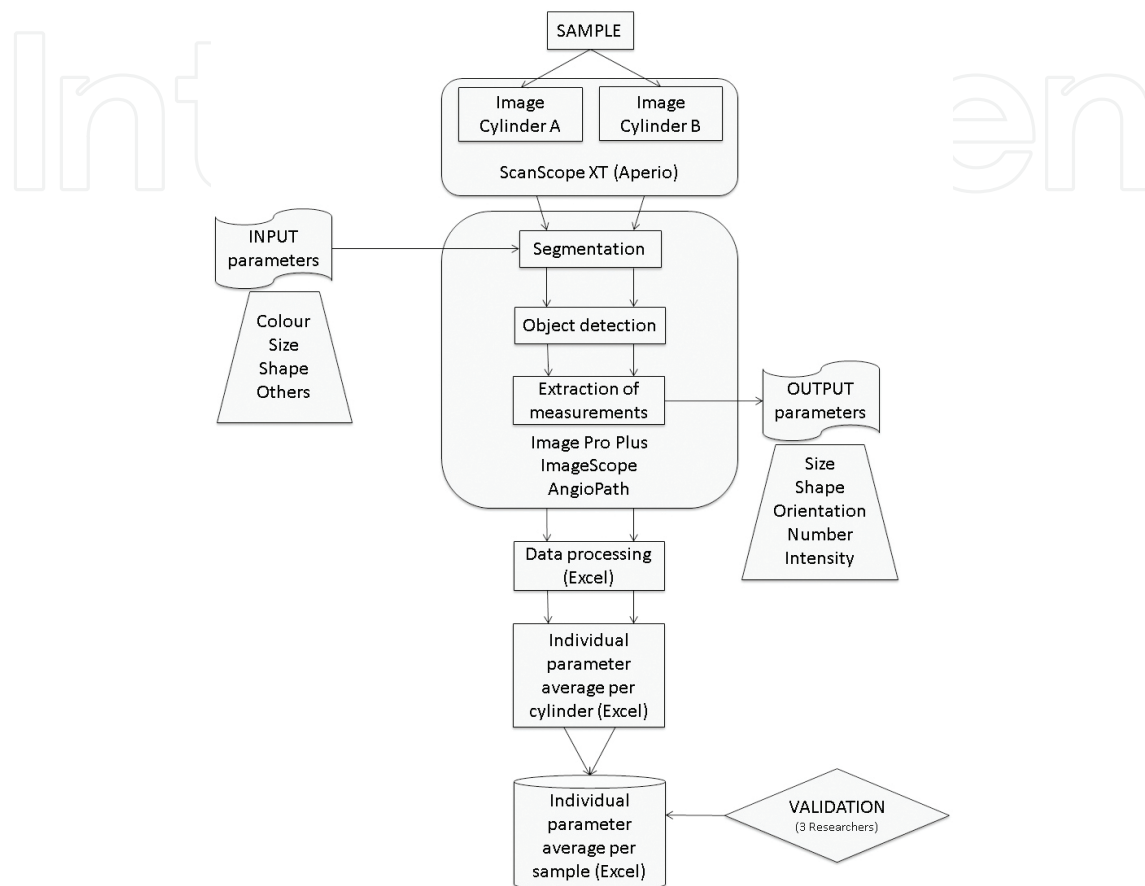 Int
en
SAMPLE
Image
Cylinder A
Image
Cylinder B
ScanScope XT (Aperio)
INPUT
parameters
Colour
Size
Shape
Others
Segmentation
Object detection
Extraction of
measurements
Image Pro Plus
ImageScope
AngioPath
OUTPUT
parameters
Size
Shape
Orientation
Number
Intensity
Data processing
(Excel)
Individual
parameter
average per
cylinder (Excel)
Individual
parameter
average per
sample (Excel)
VALIDATION
(3 Researchers)